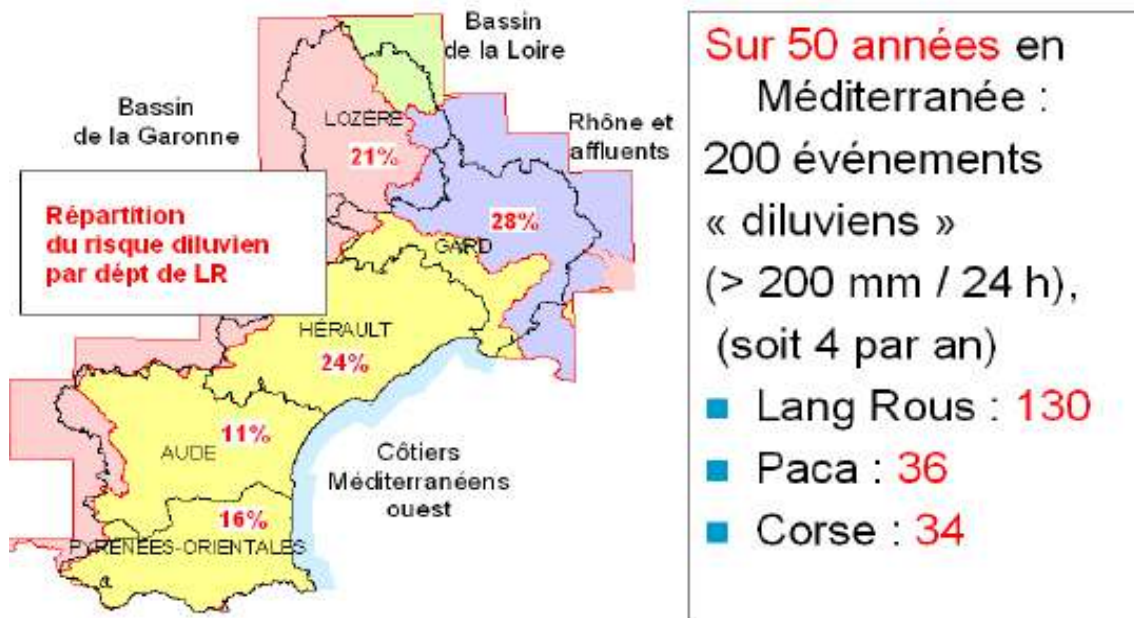 Bassin
de la Loire
Bassin
de la Garonne
LOZÈRE
21%
Rhône et
affluents
Répartition
du risque diluvien
par dépt de LR
28%
GARD
HÉRAULT
24%
11%
AUDE
Côtiers
Méditerranéens
ouest
16%
PYRÉNÉES-ORIENTALES
Sur 50 années en
Méditerranée :
200 événements
« diluviens »
(> 200 mm / 24 h),
(soit 4 par an)
Lang Rous : 130
Paca : 36
Corse : 34